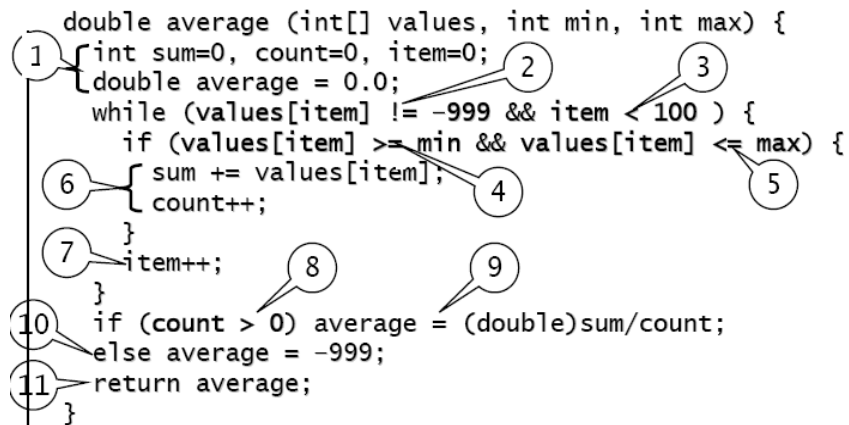 double average (int[] values, int min, int max) {
1 int sum=0, count=0, item=0; 2 3
double average = 0.0;
while (values[item] != -999 && item < 100 ) {
if (values[item] >= min && values[item] <= max) {
6 sum += values[item]; 4 5
count++;
}
7 item++; 8 9
}
10 if (count > 0) average = (double)sum/count;
else average = -999;
11 return average;
}